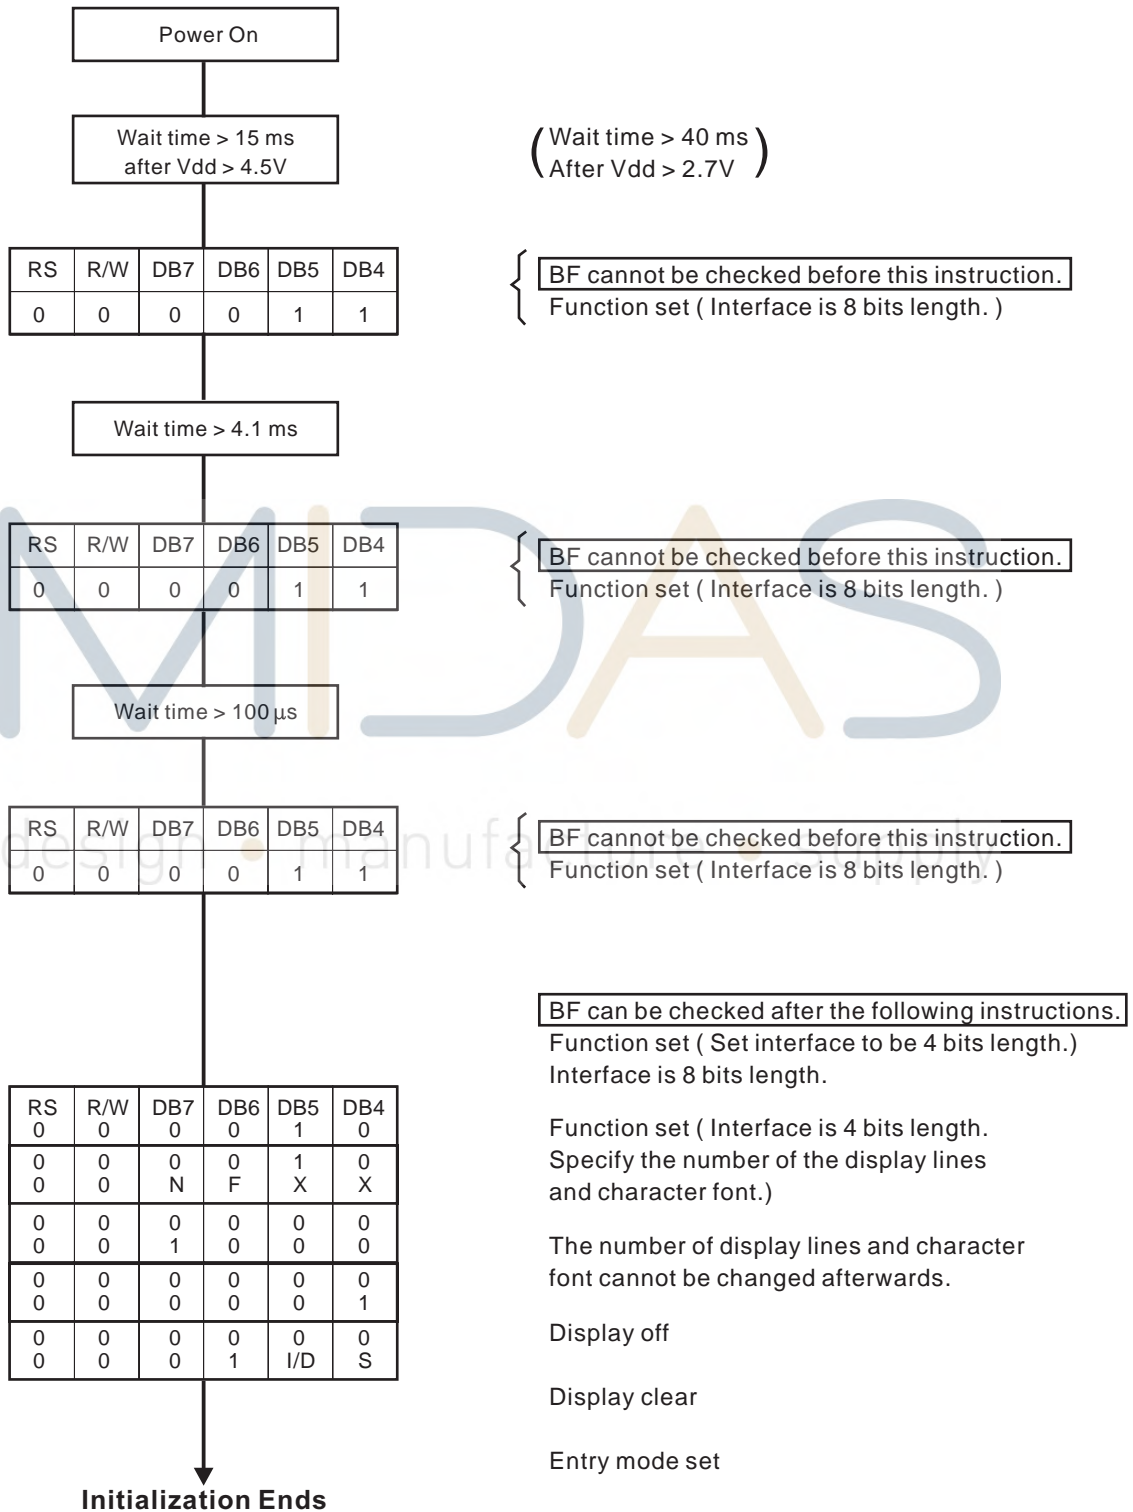 Power On
Wait time > 15 ms
after Vdd > 4.5V
(Wait time > 40 ms
After Vdd > 2.7V)
RS R/W DB7 DB6 DB5 DB4
0 0 0 0 1 1
BF cannot be checked before this instruction.
Function set ( Interface is 8 bits length. )
Wait time > 4.1 ms
RS R/W DB7 DB6 DB5 DB4
0 0 0 0 1 1
BF cannot be checked before this instruction.
Function set ( Interface is 8 bits length. )
MIDAS
Wait time > 100 µs
design • manufacture • supply
RS R/W DB7 DB6 DB5 DB4
0 0 0 0 1 1
BF cannot be checked before this instruction.
Function set ( Interface is 8 bits length. )
RS R/W DB7 DB6 DB5 DB4
0 0 0 0 1 0
0 0 0 0 1 0
0 0 N F X X
0 0 0 0 0 0
0 0 1 0 0 0
0 0 0 0 0 0
0 0 0 0 0 1
0 0 0 0 0 0
0 0 0 1 I/D S
BF can be checked after the following instructions.
Function set ( Set interface to be 4 bits length.)
Interface is 8 bits length.
Function set ( Interface is 4 bits length.
Specify the number of the display lines
and character font.)
The number of display lines and character
font cannot be changed afterwards.
Display off
Display clear
Entry mode set
Initialization Ends